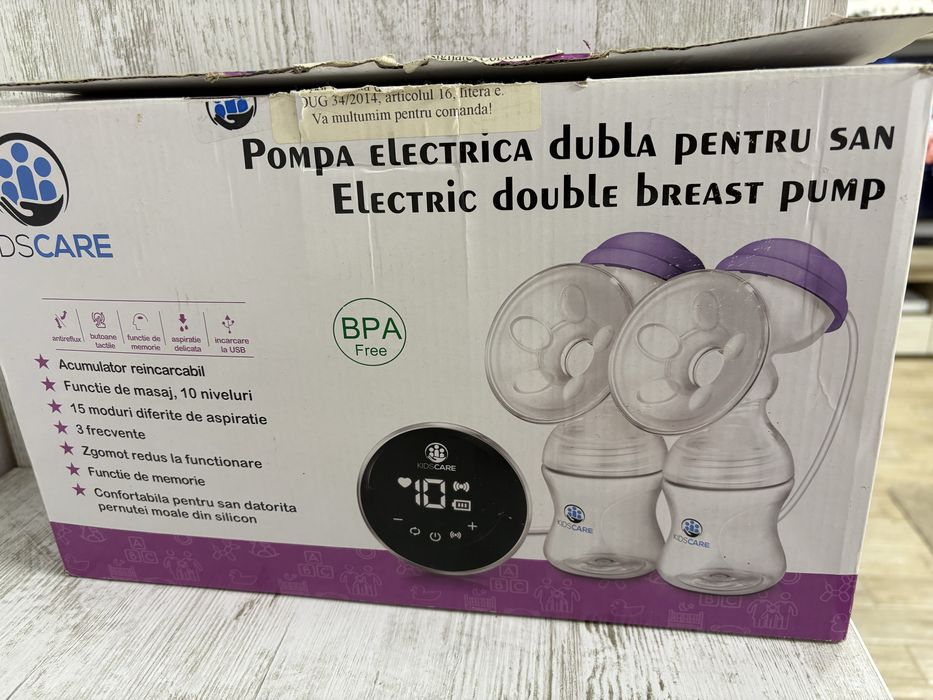 OUG 34/2014, articolul 16, litera e.
Va multumim pentru comanda!
POMPA ELECTRICA DUBLA PENTRU SAN
ELECTRIC DOUBLE BREAST PUMP
DSCARE
antireflux
butoane tactile
functie de memorie
aspiratie delicata
incarcare la USB
BPA
Free
Acumulator reincarcabil
Functie de masaj, 10 niveluri
15 moduri diferite de aspiratie
3 frecvente
Zgomot redus la functionare
Functie de memorie
Confortabila pentru san datorita
pernutei moale din silicon
KIDSCARE
10
KIDSCARE
KIDSCARE
A
B C